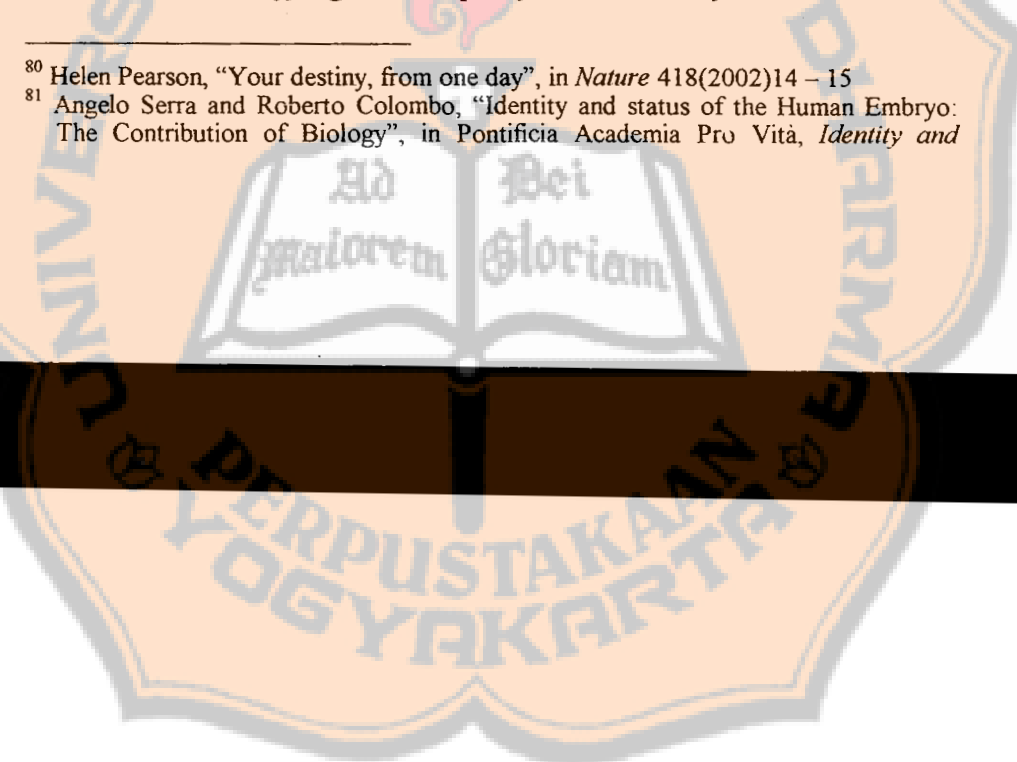 80 Helen Pearson, “Your destiny, from one day”, in Nature 418(2002)14 – 15
81 Angelo Serra and Roberto Colombo, “Identity and status of the Human Embryo:
The Contribution of Biology”, in Pontificia Academia Pro Vità, Identity and
Ad Dei
Maiorem Gloriam
PERPUSTAKAAN
YOGYAKARTA